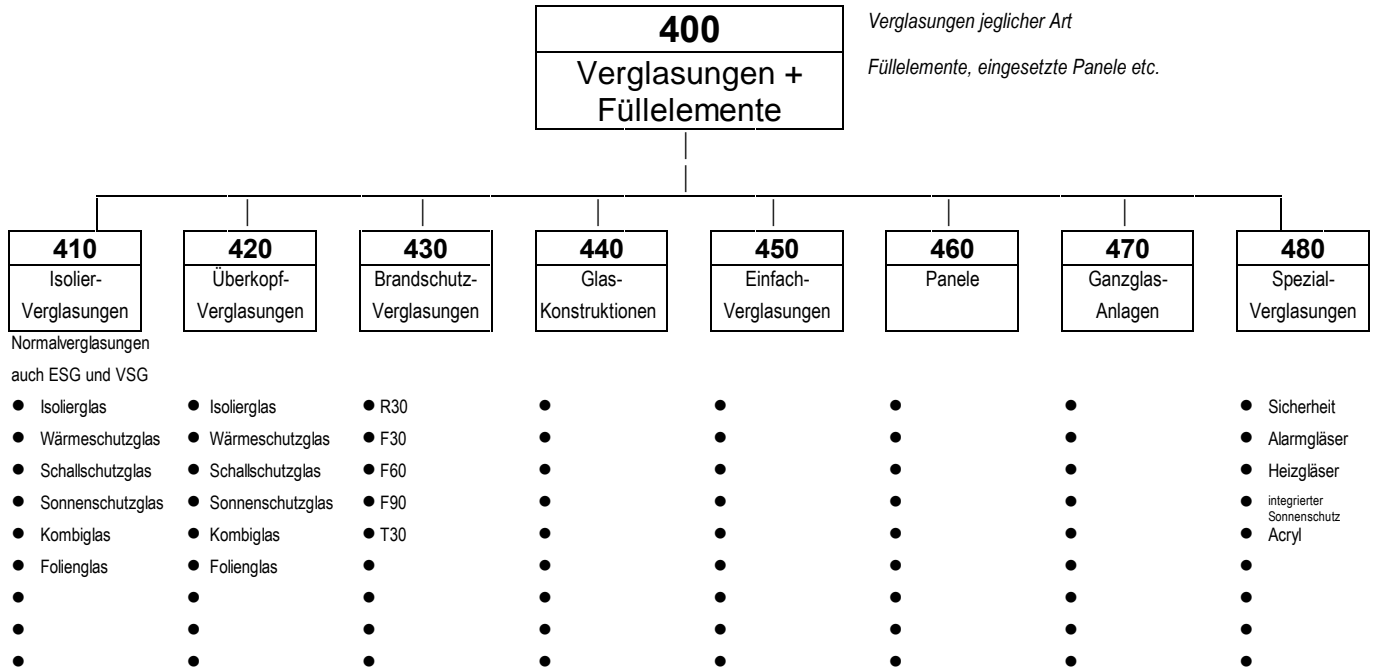 400
Verglasungen +
Füllelemente
Verglasungen jeglicher Art
Füllelemente, eingesetzte Panele etc.
410
Isolier-
Verglasungen
Normalverglasungen
auch ESG und VSG
● Isolierglas
● Wärmeschutzglas
● Schallschutzglas
● Sonnenschutzglas
● Kombiglas
● Folienglas
●
●
●
420
Überkopf-
Verglasungen
● Isolierglas
● Wärmeschutzglas
● Schallschutzglas
● Sonnenschutzglas
● Kombiglas
● Folienglas
●
●
●
430
Brandschutz-
Verglasungen
● R30
● F30
● F60
● F90
● T30
●
●
●
●
440
Glas-
Konstruktionen
●
●
●
●
●
●
●
●
●
450
Einfach-
Verglasungen
●
●
●
●
●
●
●
●
●
460
Panele
●
●
●
●
●
●
●
●
●
470
Ganzglas-
Anlagen
●
●
●
●
●
●
●
●
●
480
Spezial-
Verglasungen
● Sicherheit
● Alarmgläser
● Heizgläser
● integrierter
Sonnenschutz
● Acryl
●
●
●
●